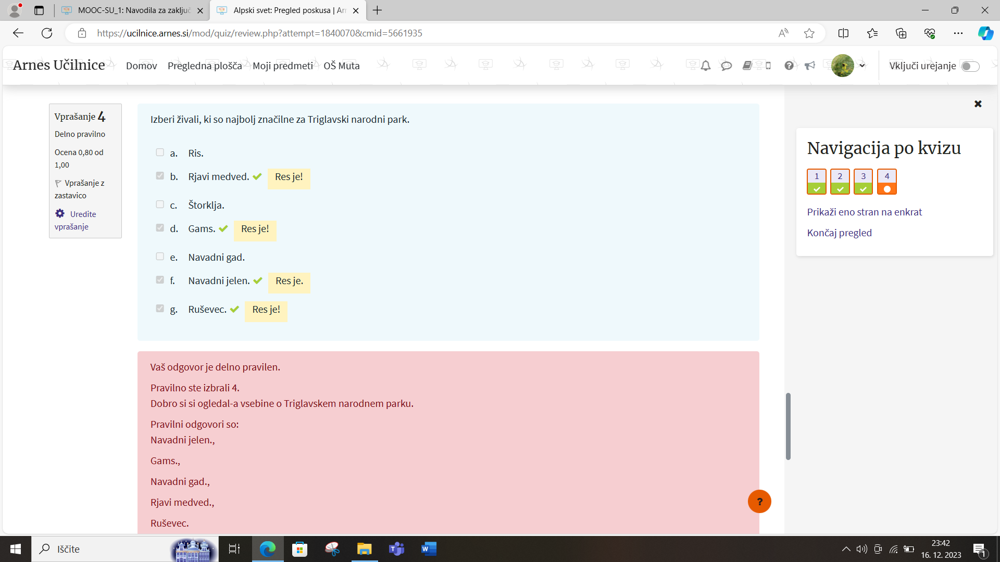 MOOC-SU_1: Navodila za zaključ
Alpski svet: Pregled poskusa | Ar
https://ucilnice.arnes.si/mod/quiz/review.php?attempt=1840070&cmid=5661935
Arnes Učilnice
Domov
Pregledna plošča
Moji predmeti
OŠ Muta
Vključi urejanje
Vprašanje 4
Delno pravilno
Ocena 0,80 od
1,00
Vprašanje z
zastavico
Uredite
vprašanje
Izberi živali, ki so najbolj značilne za Triglavski narodni park.
a. Ris.
b. Rjavi medved. Res je!
c. Štorklja.
d. Gams. Res je!
e. Navadni gad.
f. Navadni jelen. Res je.
g. Ruševec. Res je!
Vaš odgovor je delno pravilen.
Pravilno ste izbrali 4.
Dobro si si ogledal-a vsebine o Triglavskem narodnem parku.
Pravilni odgovori so:
Navadni jelen.,
Gams.,
Navadni gad.,
Rjavi medved.,
Ruševec.
Navigacija po kvizu
1 2 3 4
Prikaži eno stran na enkrat
Končaj pregled
?
Iščite
23:42
16. 12. 2023
1